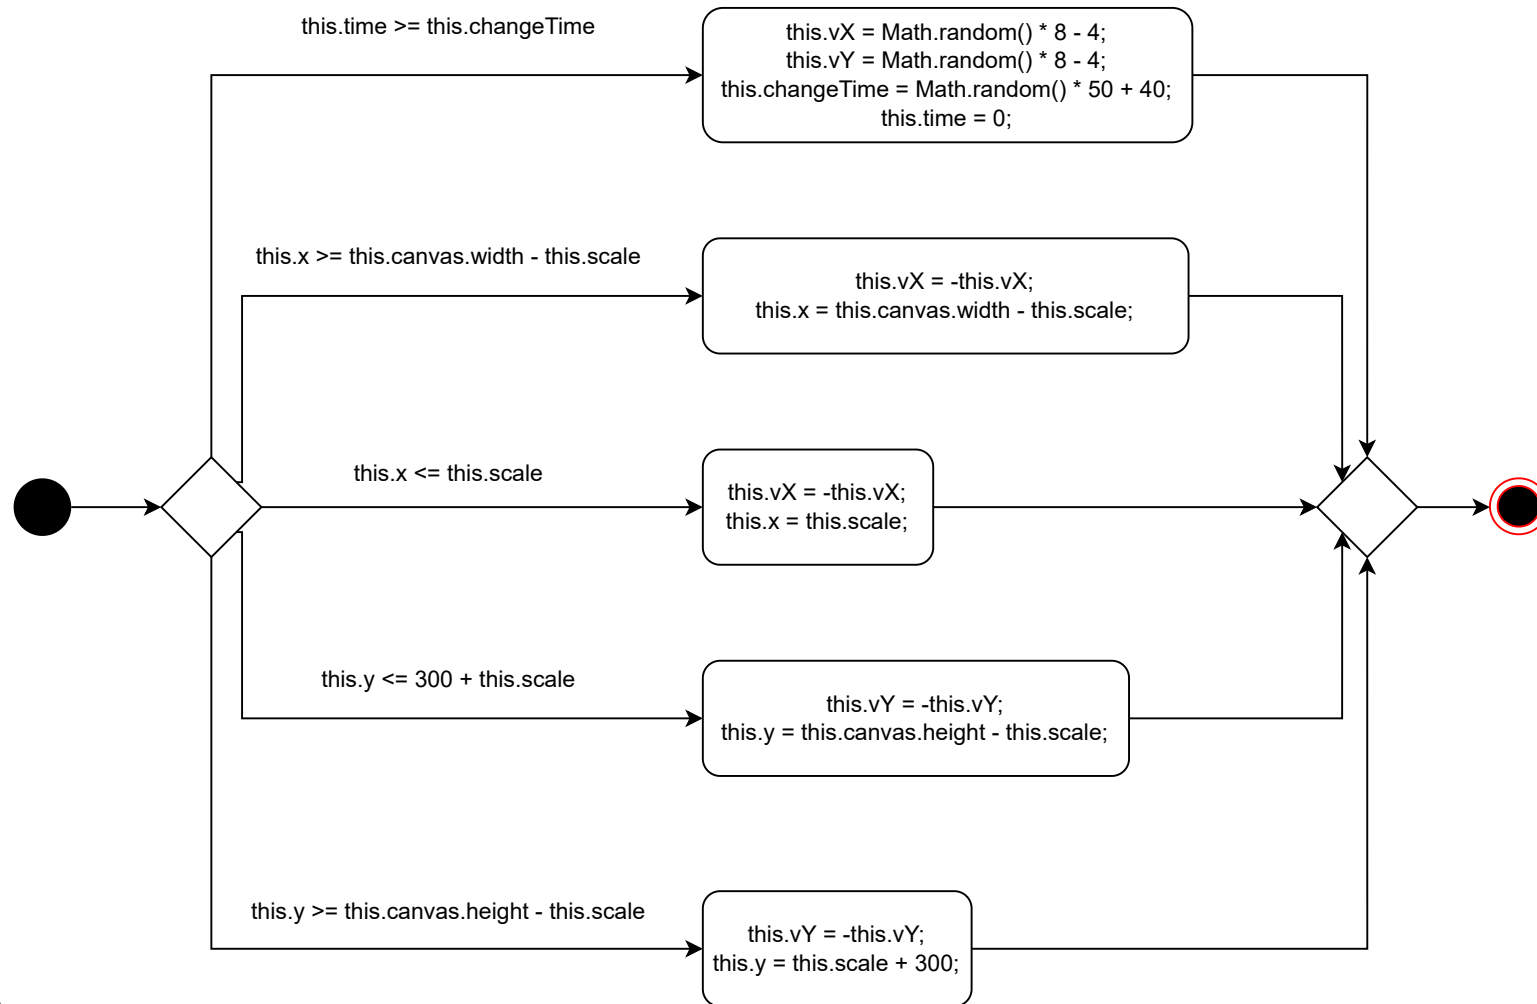 this.time >= this.changeTime
this.vX = Math.random() * 8 - 4;
this.vY = Math.random() * 8 - 4;
this.changeTime = Math.random() * 50 + 40;
this.time = 0;
this.x >= this.canvas.width - this.scale
this.vX = -this.vX;
this.x = this.canvas.width - this.scale;
this.x <= this.scale
this.vX = -this.vX;
this.x = this.scale;
this.y <= 300 + this.scale
this.vY = -this.vY;
this.y = this.canvas.height - this.scale;
this.y >= this.canvas.height - this.scale
this.vY = -this.vY;
this.y = this.scale + 300;